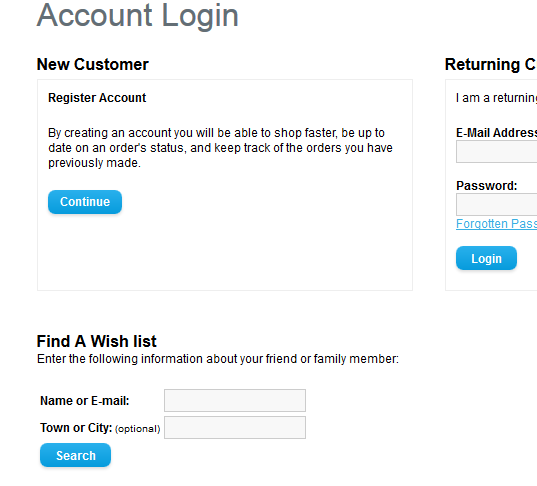 Account Login
New Customer
Register Account
By creating an account you will be able to shop faster, be up to
date on an order's status, and keep track of the orders you have
previously made.
Continue
Returning C
I am a returning
E-Mail Address
Password:
Forgotten Pass
Login
Find A Wish list
Enter the following information about your friend or family member:
Name or E-mail:
Town or City: (optional)
Search